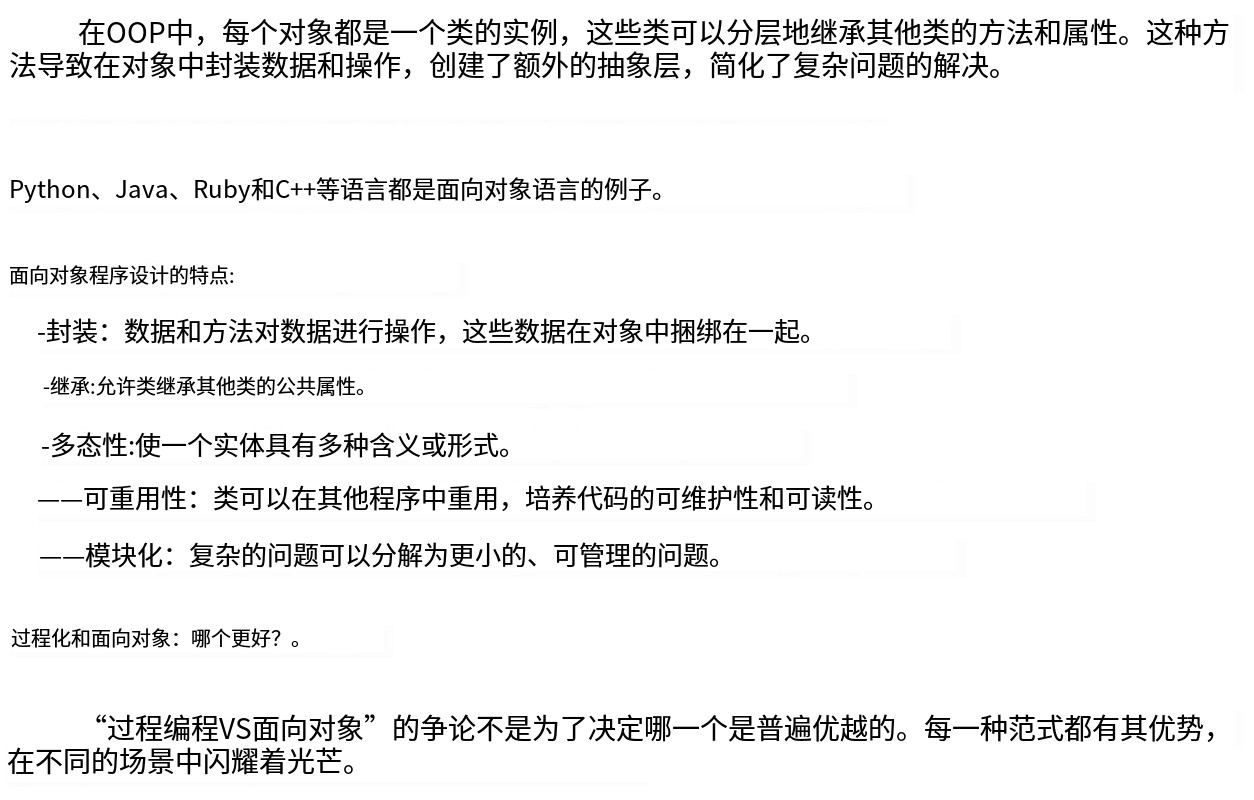 在OOP中，每个对象都是一个类的实例，这些类可以分层地继承其他类的方法和属性。这种方
法导致在对象中封装数据和操作，创建了额外的抽象层，简化了复杂问题的解决。
Python、Java、Ruby和C++等语言都是面向对象语言的例子。
面向对象程序设计的特点:
-封装：数据和方法对数据进行操作，这些数据在对象中捆绑在一起。
-继承:允许类继承其他类的公共属性。
-多态性:使一个实体具有多种含义或形式。
——可重用性：类可以在其他程序中重用，培养代码的可维护性和可读性。
——模块化：复杂的问题可以分解为更小的、可管理的问题。
过程化和面向对象：哪个更好？。
“过程编程VS面向对象”的争论不是为了决定哪一个是普遍优越的。每一种范式都有其优势，
在不同的场景中闪耀着光芒。